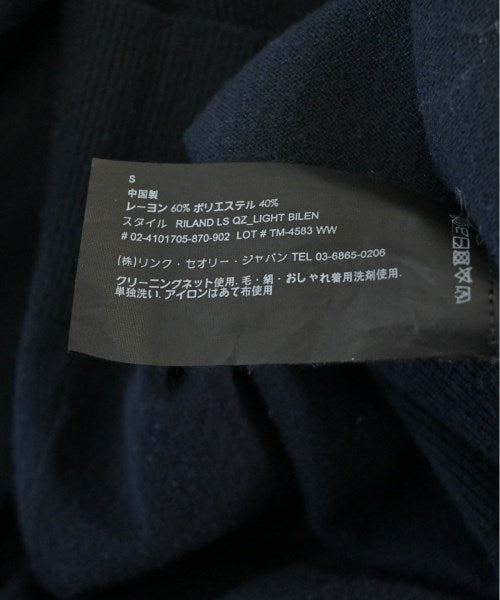 S
中国製
レーヨン 60% ポリエステル 40%
スタイル RILAND LS QZ_LIGHT BILEN
# 02-4101705-870-902 LOT # TM-4583 WW
(株)リンク・セオリー・ジャパン TEL 03-6865-0206
クリーニングネット使用. 毛・絹・おしゃれ着用洗剤使用.
単独洗い. アイロンはあて布使用